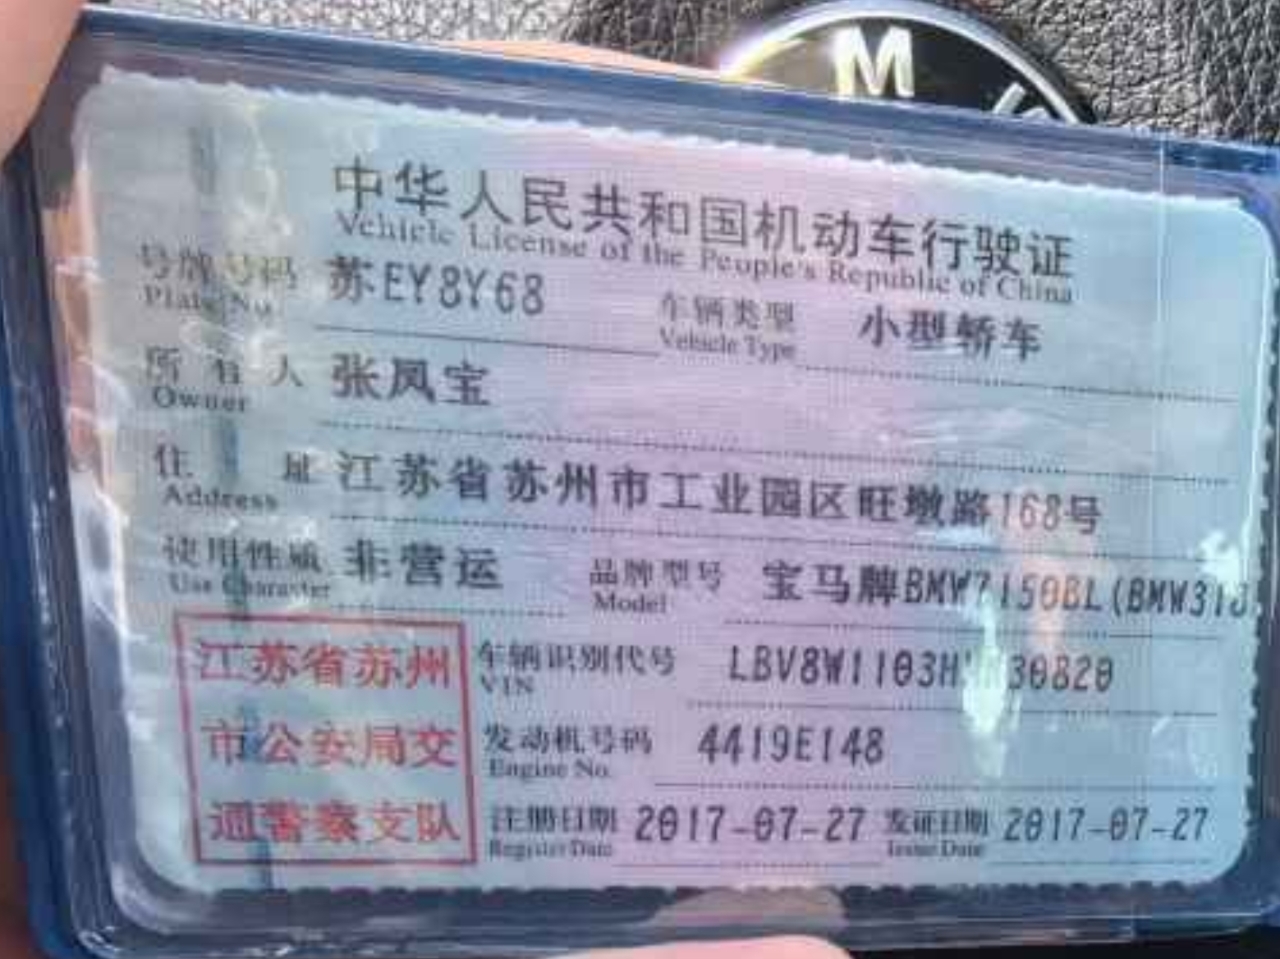 M
中华人民共和国机动车行驶证
Vehicle License of the People's Republic of China
号牌号码 苏EY8Y68 车辆类型 小型轿车
Plate No. Vehicle Type
所有人 张凤宝
Owner
住址 江苏省苏州市工业园区旺墩路168号
Address
使用性质 非营运 品牌型号 宝马牌BMW7150BL(BMW31
Use Character Model
江苏省苏州 车辆识别代号
VIN
市公安局交 发动机号码 4419E148
Engine No.
通警察支队 注册日期 2017-07-27 发证日期 2017-07-27
Register Date Issue Date